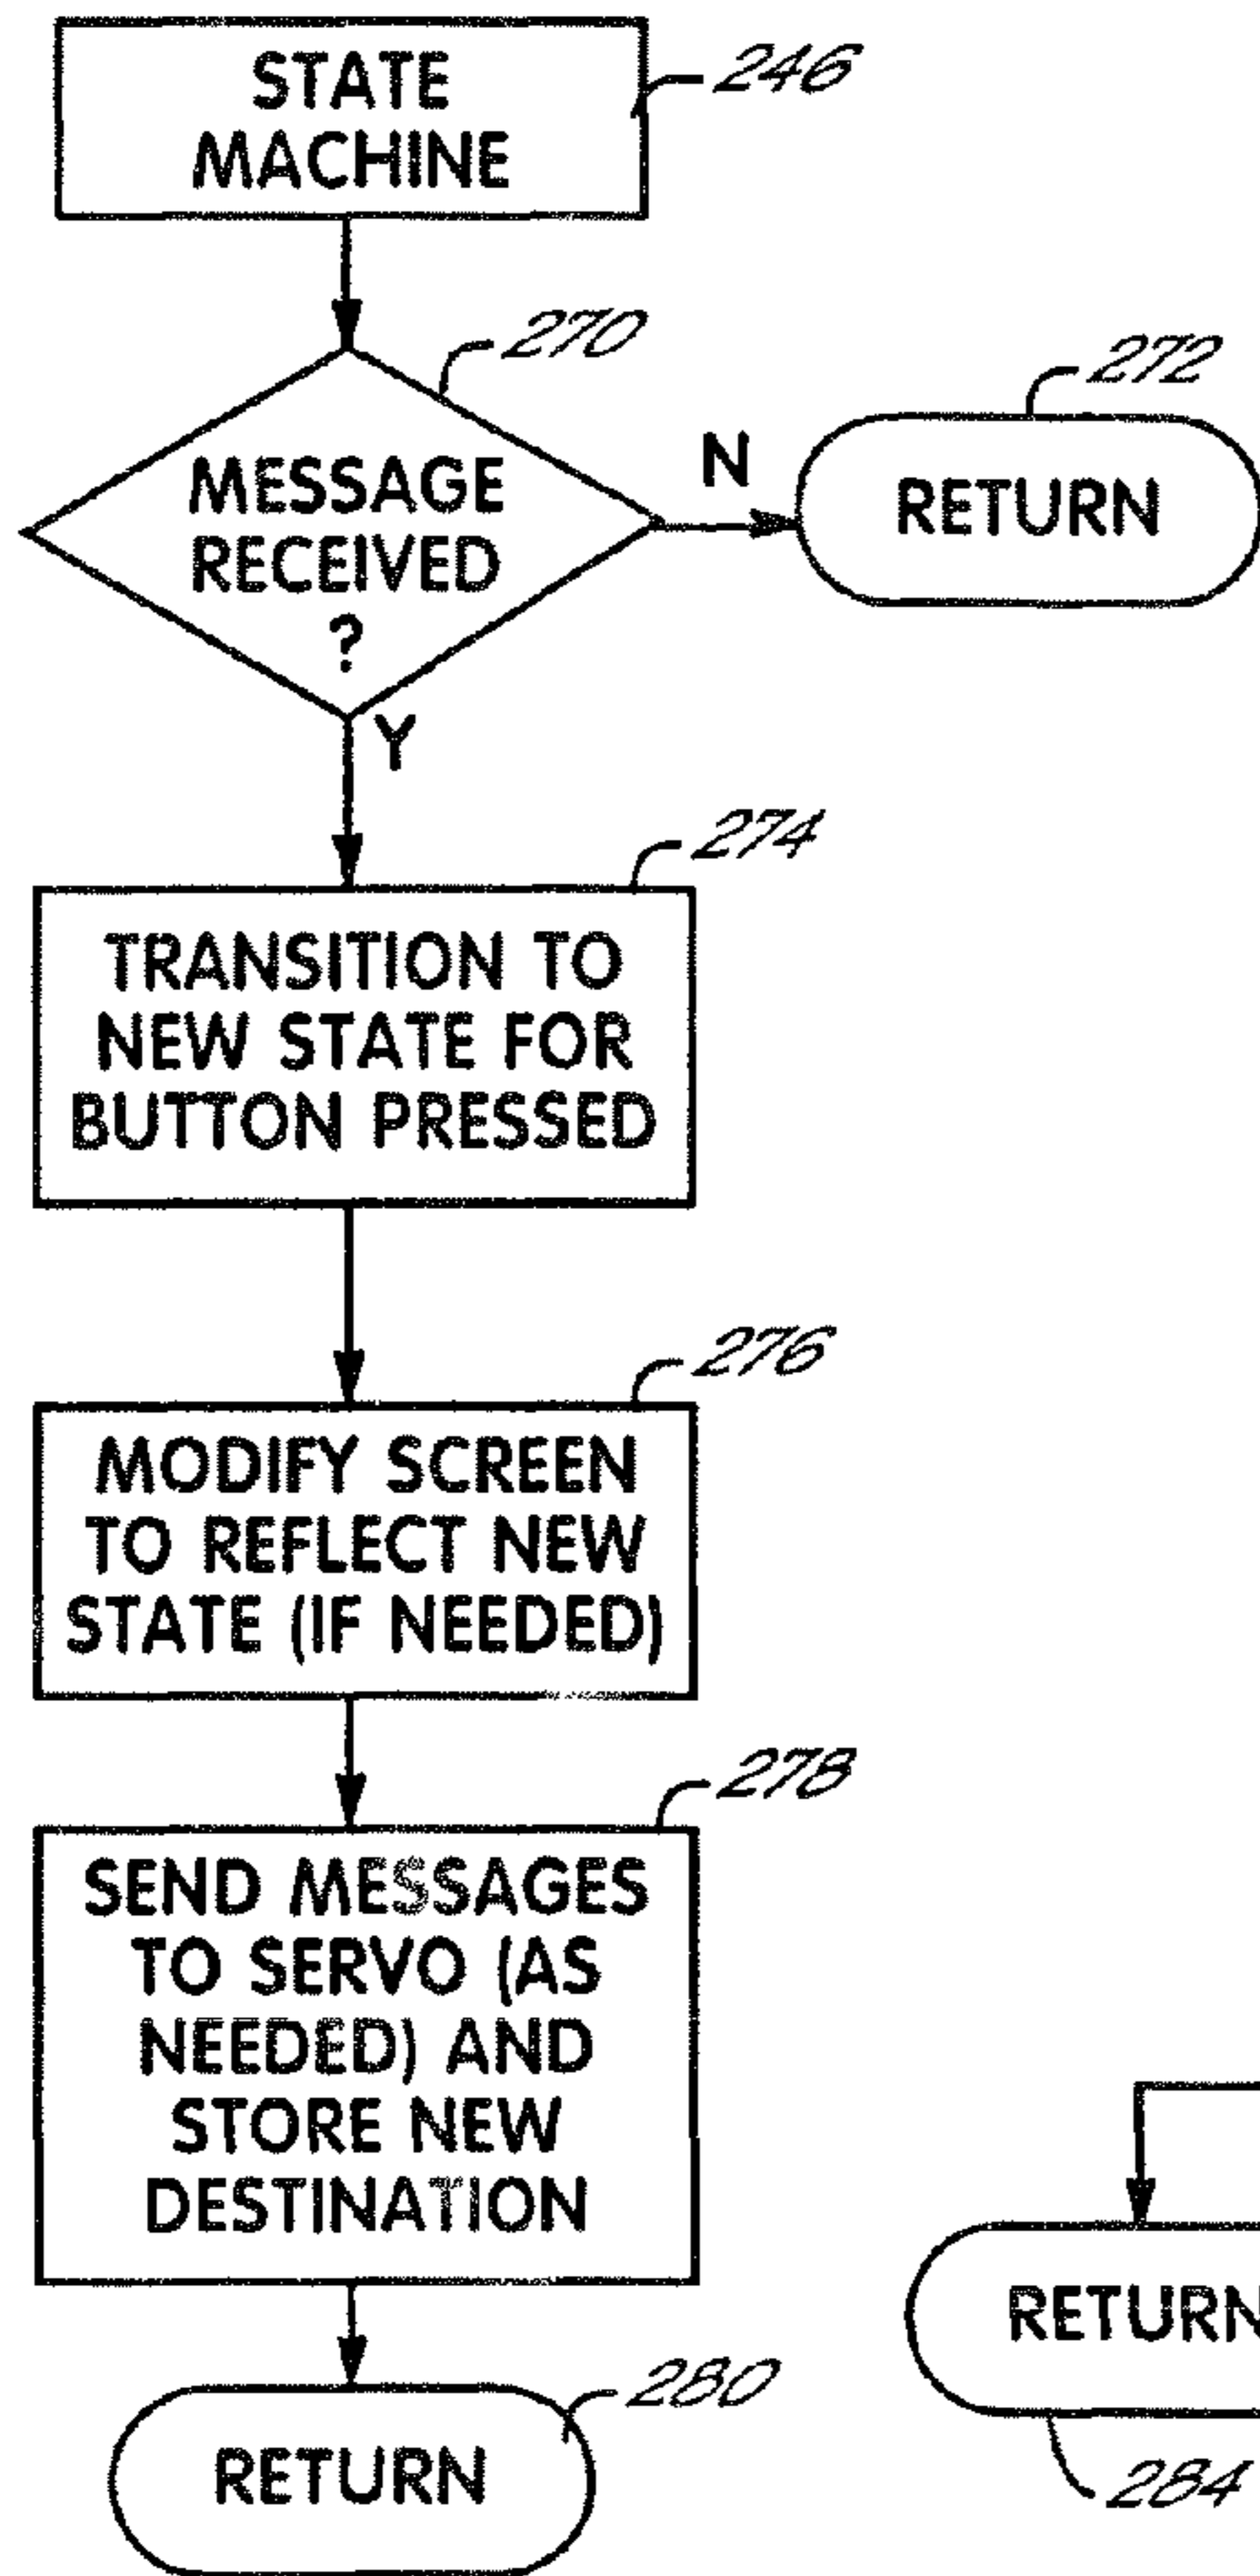 STATE
MACHINE
246
270
MESSAGE
RECEIVED
?
N
272
RETURN
Y
274
TRANSITION TO
NEW STATE FOR
BUTTON PRESSED
276
MODIFY SCREEN
TO REFLECT NEW
STATE (IF NEEDED)
278
SEND MESSAGES
TO SERVO (AS
NEEDED) AND
STORE NEW
DESTINATION
280
RETURN
RETURN
284